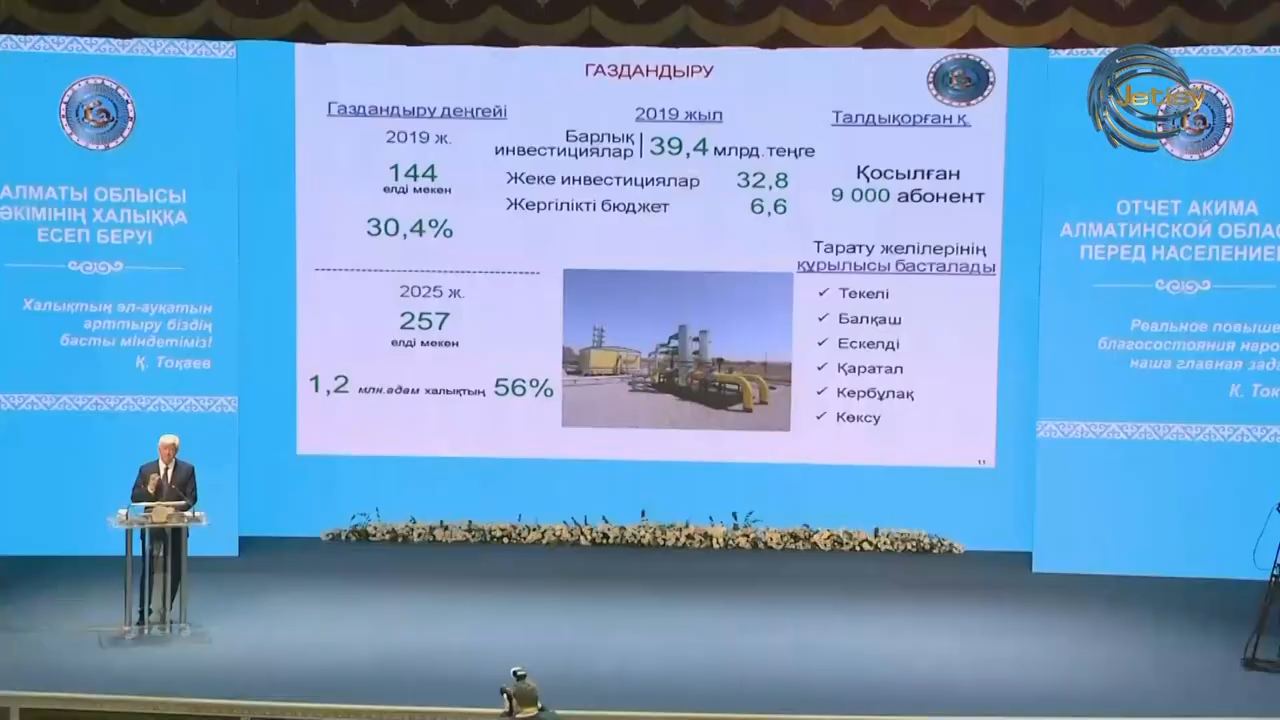 ГАЗДАНДЫРУ
Газдандыру деңгейі
2019 ж.
144
елді мекен
30,4%
2025 ж.
257
елді мекен
1,2 млн.адам халықтың 56%
2019 жыл
Барлық
инвестициялар 39,4 млрд.теңге
Жеке инвестициялар 32,8
Жергілікті бюджет 6,6
Талдықорған қ.
Қосылған
9 000 абонент
Тарату желілерінің
құрылысы басталады
✓ Текелі
✓ Балқаш
✓ Ескелді
✓ Қаратал
✓ Кербұлақ
✓ Көксу
11
АЛМАТЫ ОБЛЫСЫ
ӘКІМІНІҢ ХАЛЫҚҚА
ЕСЕП БЕРУІ
Халықтың әл-ауқатын
арттыру біздің
басты міндетіміз!
Қ. Тоқаев
Jetisy
ОТЧЕТ АКИМА
АЛМАТИНСКОЙ ОБЛАС
ПЕРЕД НАСЕЛЕНИЕМ
Реальное повыше
благосостояния наро
наша главная зада
К. Ток